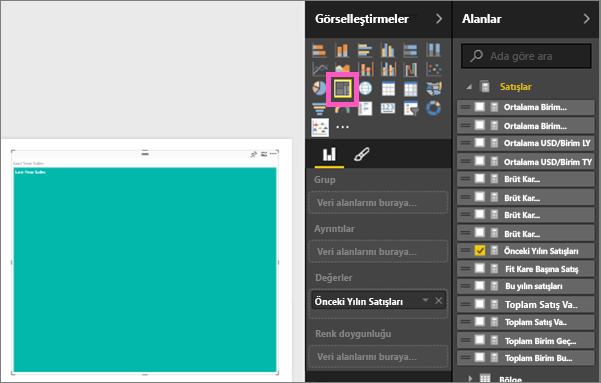 Last Year Sales
Last Year Sales
Görselleştirmeler
Grup
Veri alanlarını buraya...
Ayrıntılar
Veri alanlarını buraya...
Değerler
Önceki Yılın Satışları
Renk doygunluğu
Veri alanlarını buraya...
Alanlar
Ada göre ara
Satışlar
Ortalama Birim...
Ortalama Birim...
Ortalama USD/Birim LY
Ortalama USD/Birim TY
Brüt Kar...
Brüt Kar...
Brüt Kar...
Brüt Kar...
Önceki Yılın Satışları
Fit Kare Başına Satış
Bu yılın satışları
Toplam Satış Va...
Toplam Satış Va..
Toplam Birim Geç...
Toplam Birim Bu...
Bölge